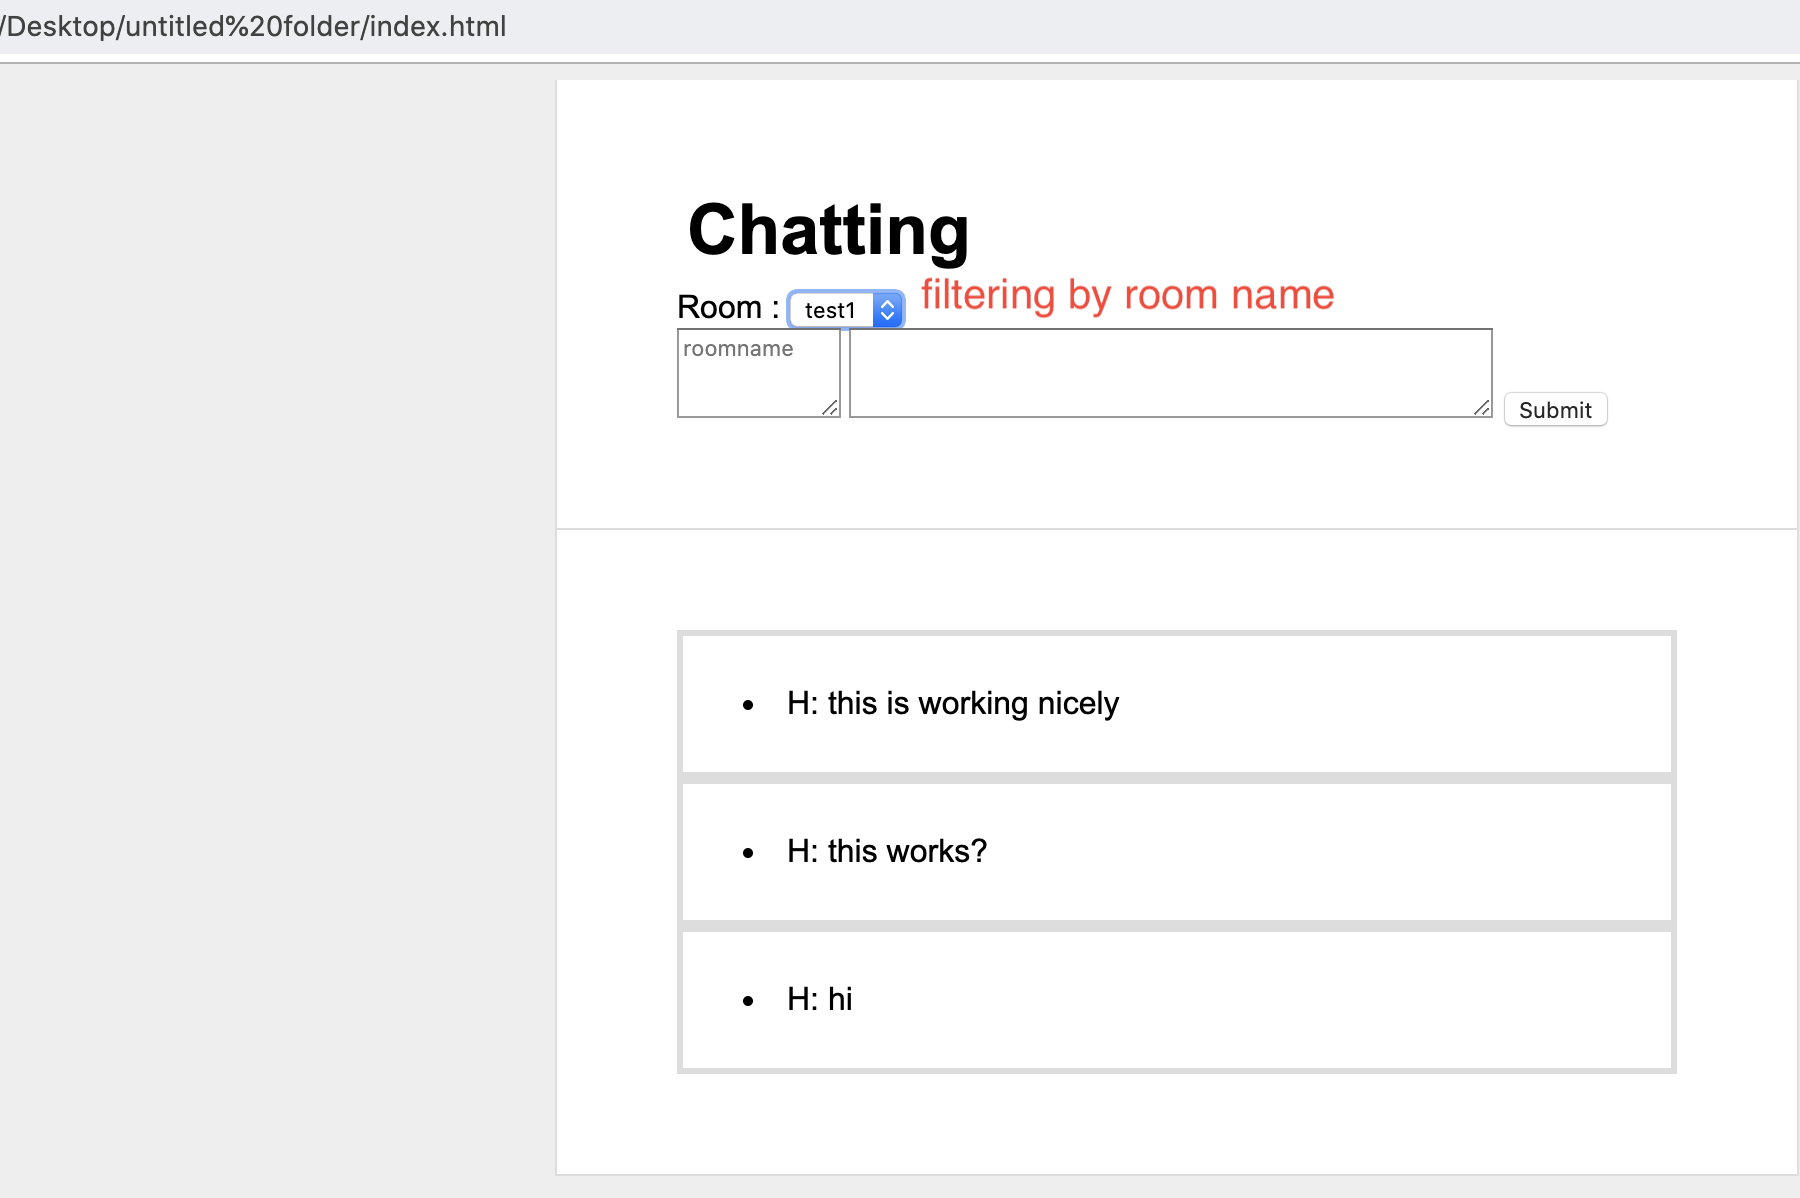 /Desktop/untitled%20folder/index.html
Chatting
Room : test1 filtering by room name
roomname
Submit
H: this is working nicely
H: this works?
H: hi